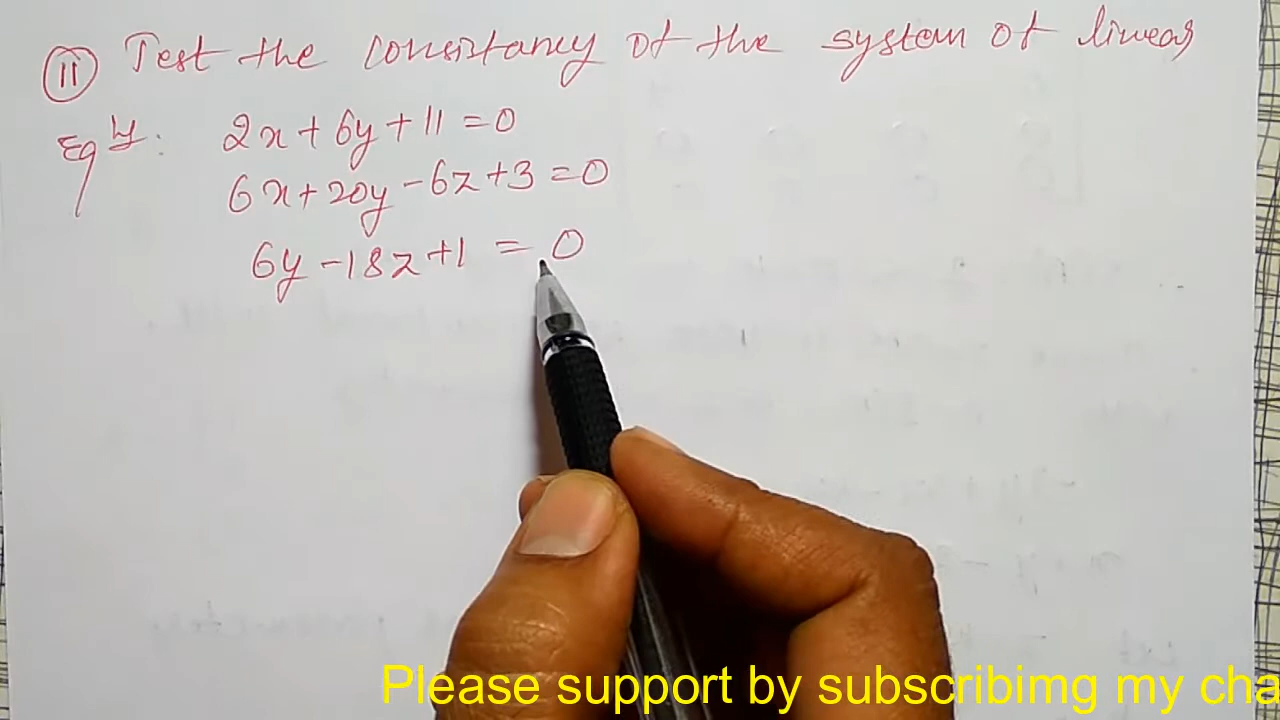 (ii) Test the consistancy of the system of linear
Eqn:
2x + 6y + 11 = 0
6x + 20y - 6z + 3 = 0
6y - 18z + 1 = 0
Please support by subscribimg my cha